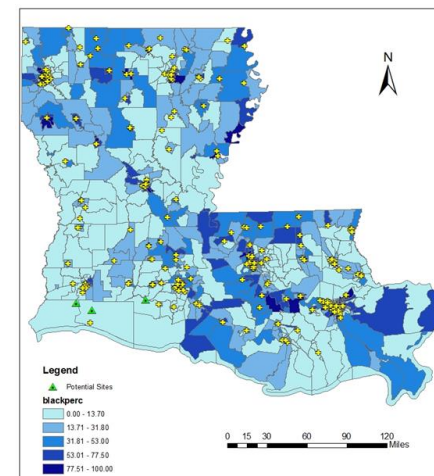 N
Legend
Potential Sites
blackperc
0.00 - 13.70
13.71 - 31.80
31.81 - 53.00
53.01 - 77.50
77.51 - 100.00
0 15 30 60 90 120
Miles